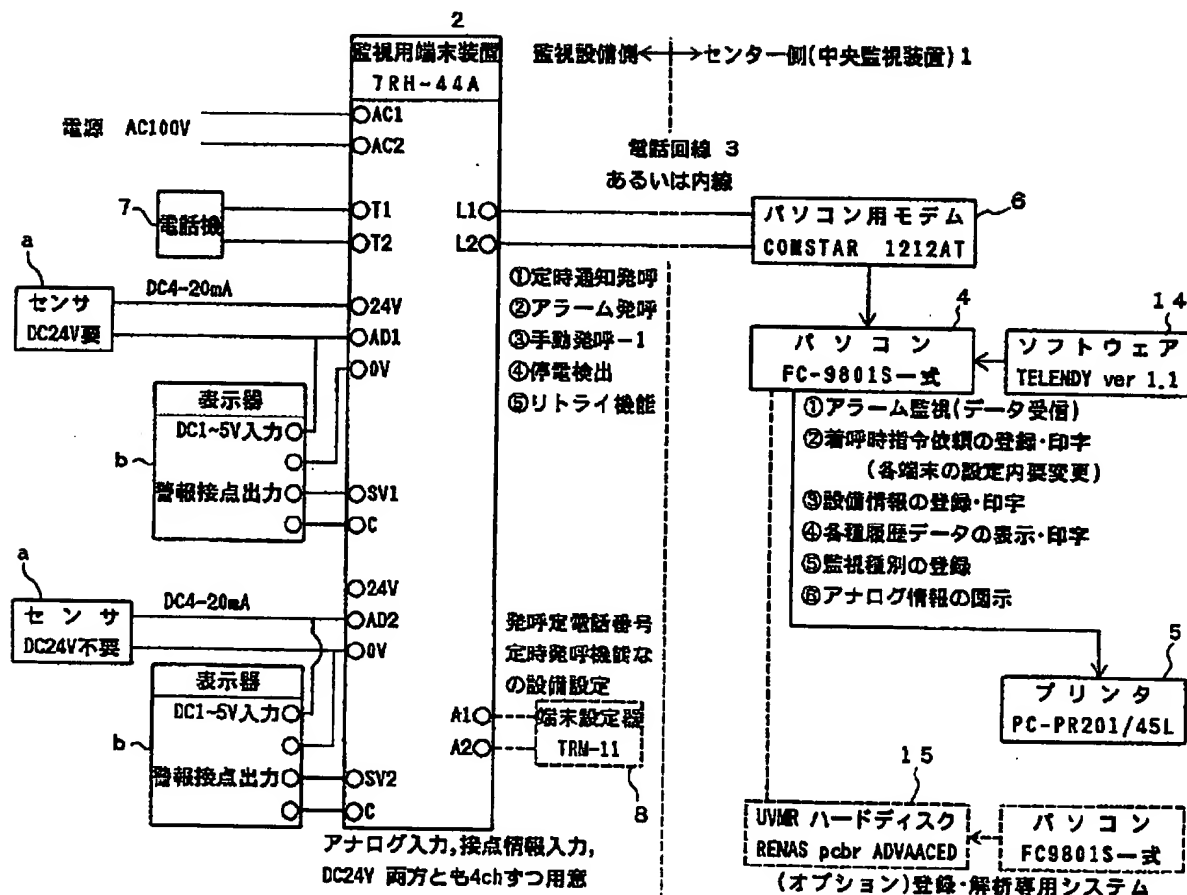 2
監視用端末装置
7RH-44A
監視設備側 ←→ センター側(中央監視装置) 1
電源 AC100V
AC1
AC2
電話回線 3
あるいは内線
7
電話機
T1
T2
L1
L2
パソコン用モデム
COMSTAR 1212AT
6
a
センサ
DC24V要
DC4-20mA
24V
AD1
0V
①定時通知発呼
②アラーム発呼
③手動発呼-1
④停電検出
⑤リトライ機能
4
パソコン
FC-9801S一式
14
ソフトウェア
TELENDY ver 1.1
①アラーム監視(データ受信)
②着呼時指令依頼の登録・印字
(各端末の設定内要変更)
③設備情報の登録・印字
④各種履歴データの表示・印字
⑤監視種別の登録
⑥アナログ情報の図示
b
表示器
DC1~5V入力
警報接点出力
SV1
C
a
センサ
DC24V不要
DC4-20mA
24V
AD2
0V
発呼定電話番号
定時発呼機能な
の設備設定
A1
A2
端末設定器
TRM-11
8
5
プリンタ
PC-PR201/45L
b
表示器
DC1~5V入力
警報接点出力
SV2
C
15
UVMR ハードディスク
RENAS pcbr ADVAACED
パソコン
FC9801S一式
(オプション)登録・解析専用システム
アナログ入力,接点情報入力,
DC24V 両方とも4chずつ用意